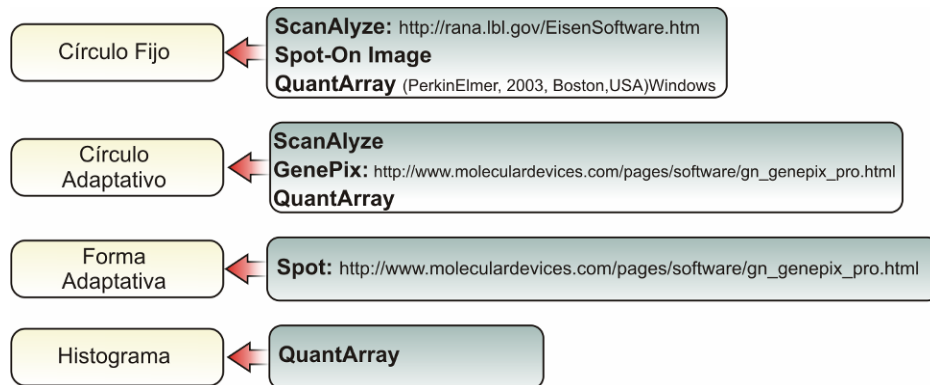 Círculo Fijo
ScanAlyze: http://rana.lbl.gov/EisenSoftware.htm
Spot-On Image
QuantArray (PerkinElmer, 2003, Boston,USA)Windows
Círculo
Adaptativo
ScanAlyze
GenePix: http://www.moleculardevices.com/pages/software/gn_genepix_pro.html
QuantArray
Forma
Adaptativa
Spot: http://www.moleculardevices.com/pages/software/gn_genepix_pro.html
Histograma
QuantArray